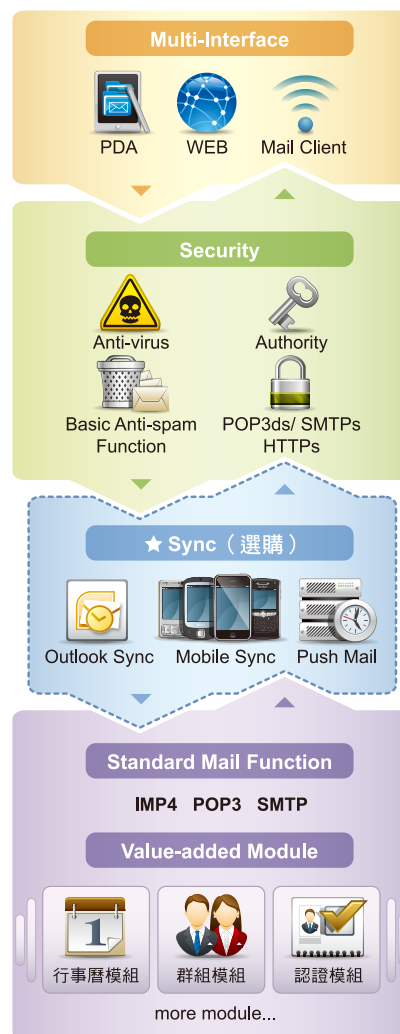 Multi-Interface
PDA WEB Mail Client
Security
Anti-virus Authority
Basic Anti-spam Function POP3ds/ SMTPs HTTPs
★ Sync（選購）
Outlook Sync Mobile Sync Push Mail
Standard Mail Function
IMP4 POP3 SMTP
Value-added Module
1
行事曆模組 群組模組 認證模組
more module...